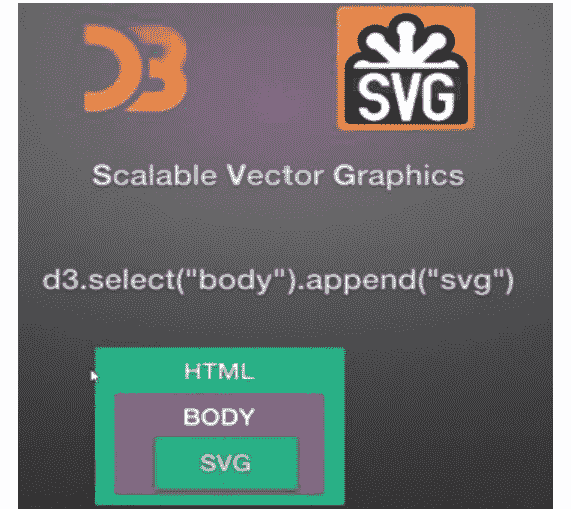 D3
SVG
Scalable Vector Graphics
d3.select("body").append("svg")
HTML
BODY
SVG